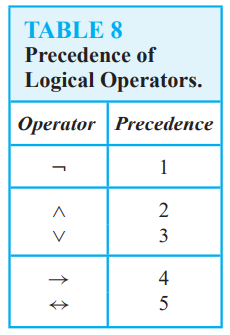 TABLE 8
Precedence of
Logical Operators.
Operator Precedence
¬ 1
∧ 2
∨ 3
→ 4
↔ 5